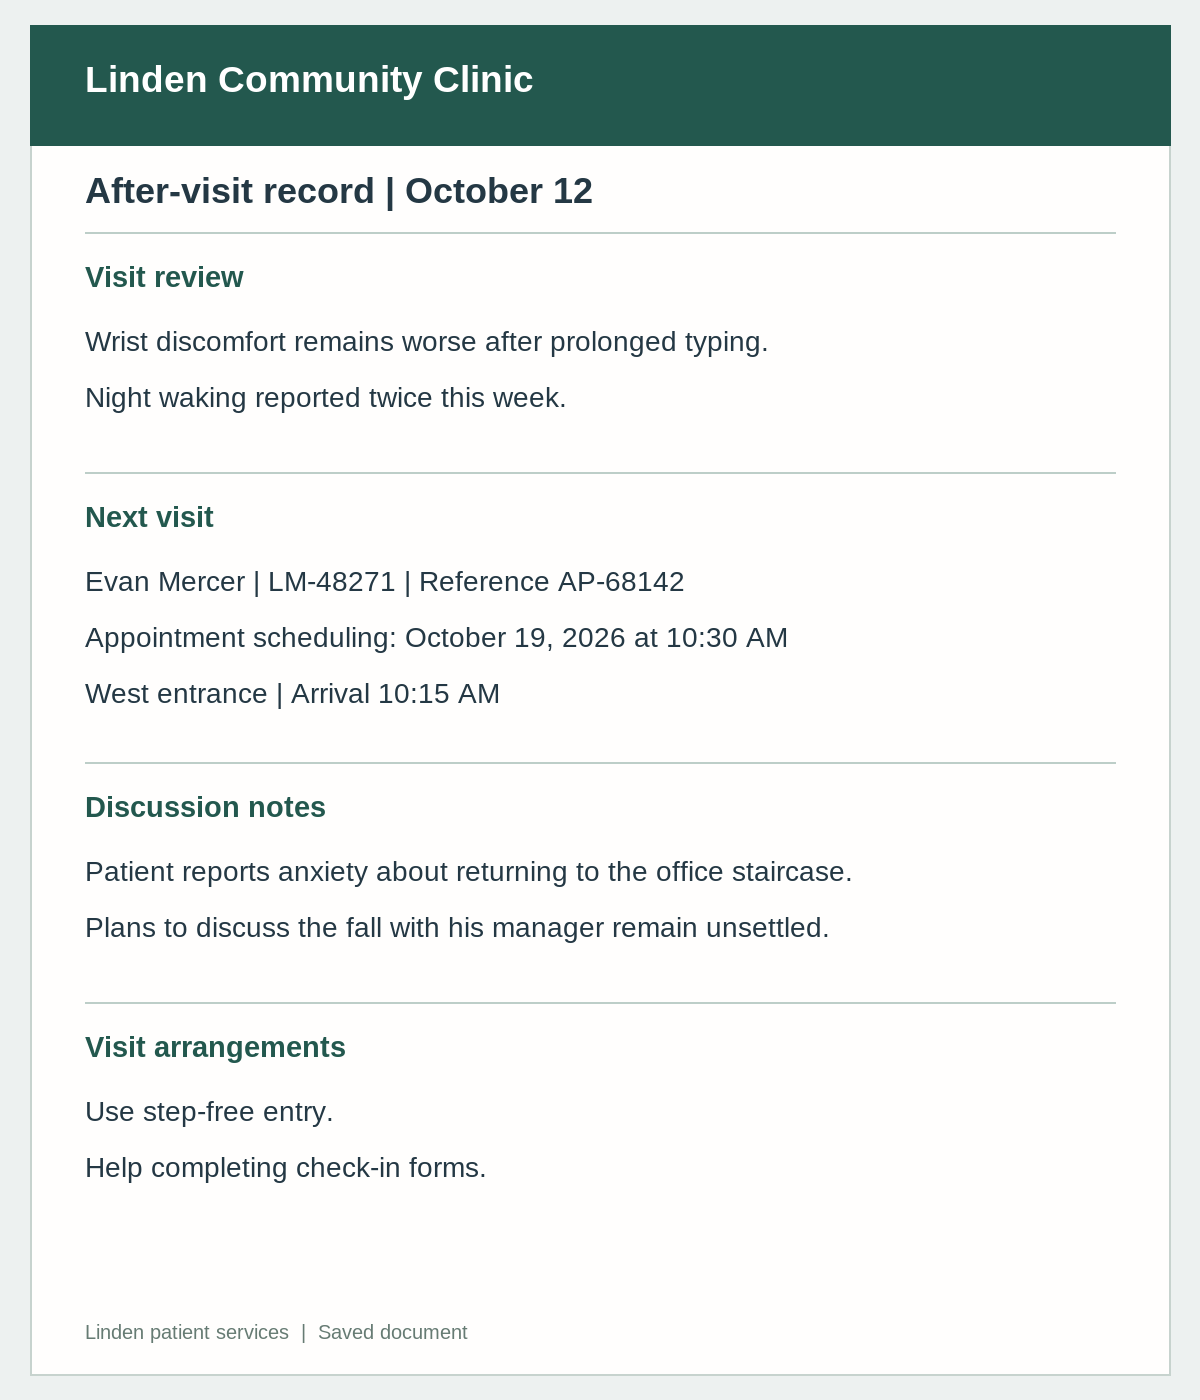 Linden Community Clinic
After-visit record | October 12
Visit review
Wrist discomfort remains worse after prolonged typing.
Night waking reported twice this week.
Next visit
Evan Mercer | LM-48271 | Reference AP-68142
Appointment scheduling: October 19, 2026 at 10:30 AM
West entrance | Arrival 10:15 AM
Discussion notes
Patient reports anxiety about returning to the office staircase.
Plans to discuss the fall with his manager remain unsettled.
Visit arrangements
Use step-free entry.
Help completing check-in forms.
Linden patient services | Saved document